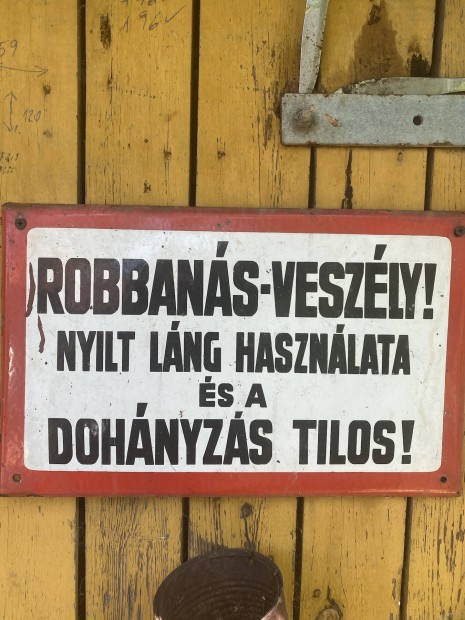 ROBBANÁS-VESZÉLY!
NYILT LÁNG HASZNÁLATA
ÉS A
DOHÁNYZÁS TILOS!